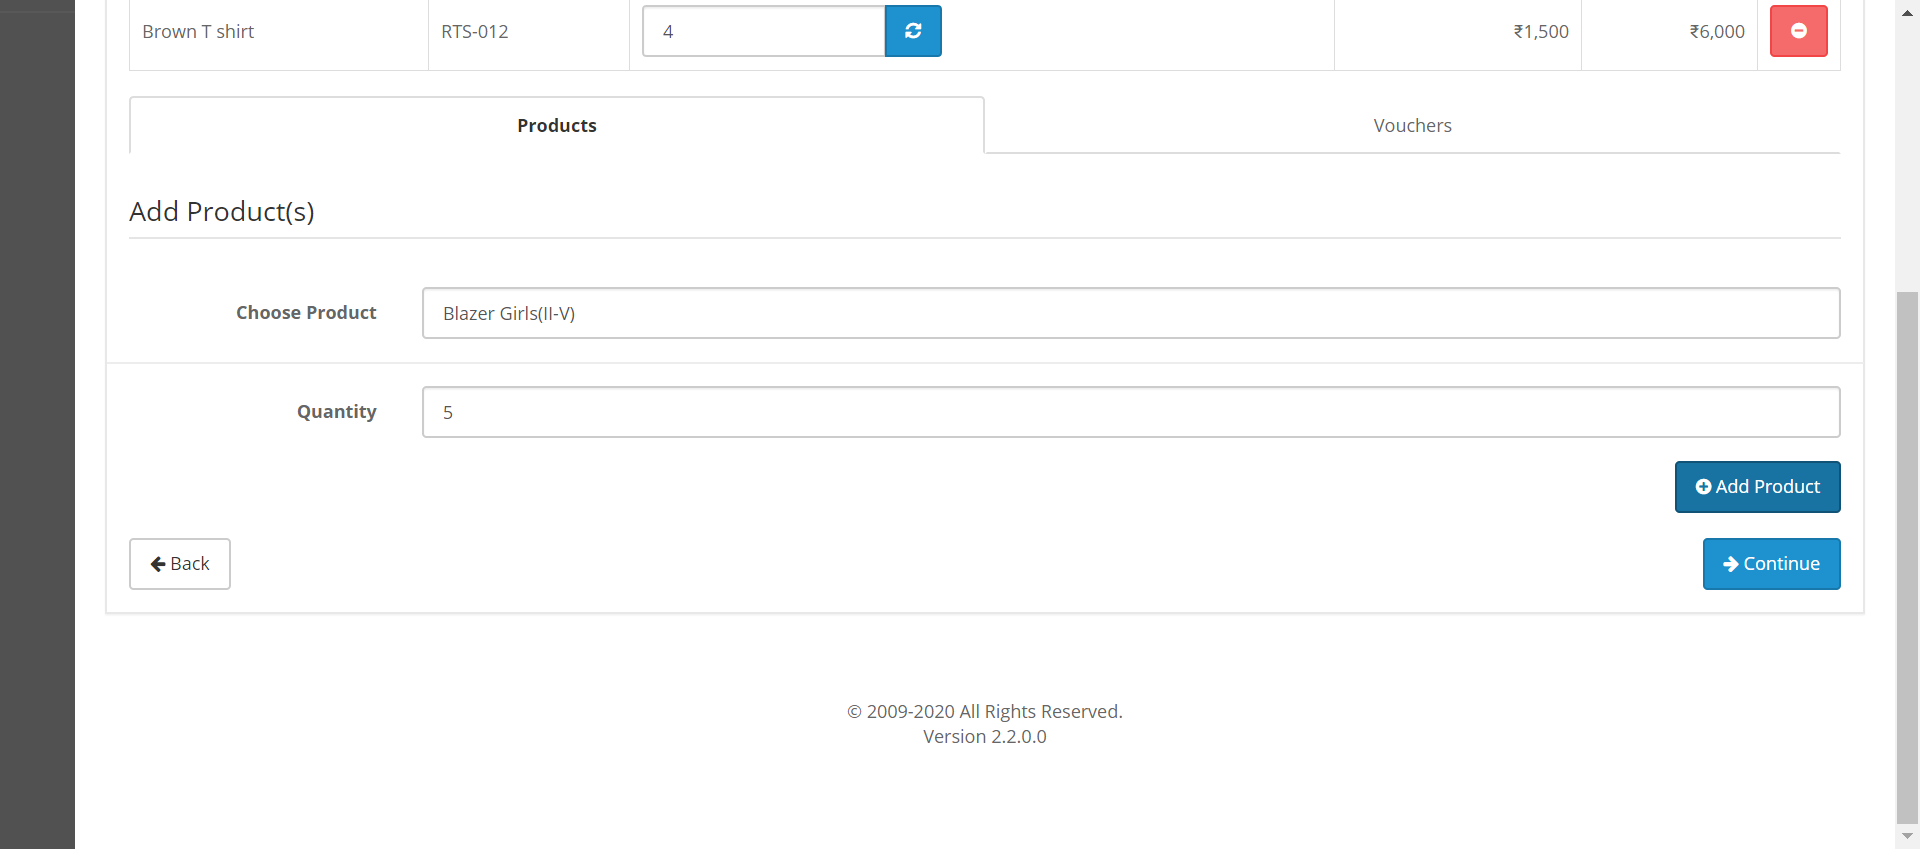 Brown T shirt RTS-012 4 ₹1,500 ₹6,000
Products Vouchers
Add Product(s)
Choose Product Blazer Girls(II-V)
Quantity 5
Add Product
Back Continue
© 2009-2020 All Rights Reserved.
Version 2.2.0.0